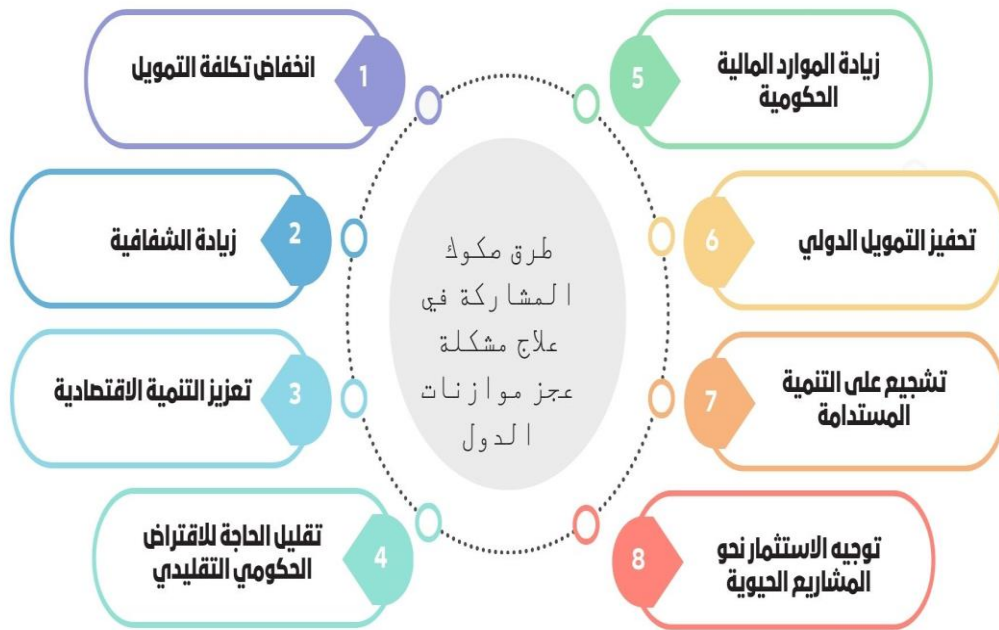 طرق صكوك
المشاركة في
علاج مشكلة
عجز موازنات
الدول
1
انخفاض تكلفة التمويل
2
زيادة الشفافية
3
تعزيز التنمية الاقتصادية
4
تقليل الحاجة للاقتراض
الحكومي التقليدي
5
زيادة الموارد المالية
الحكومية
6
تحفيز التمويل الدولي
7
تشجيع على التنمية
المستدامة
8
توجيه الاستثمار نحو
المشاريع الحيوية